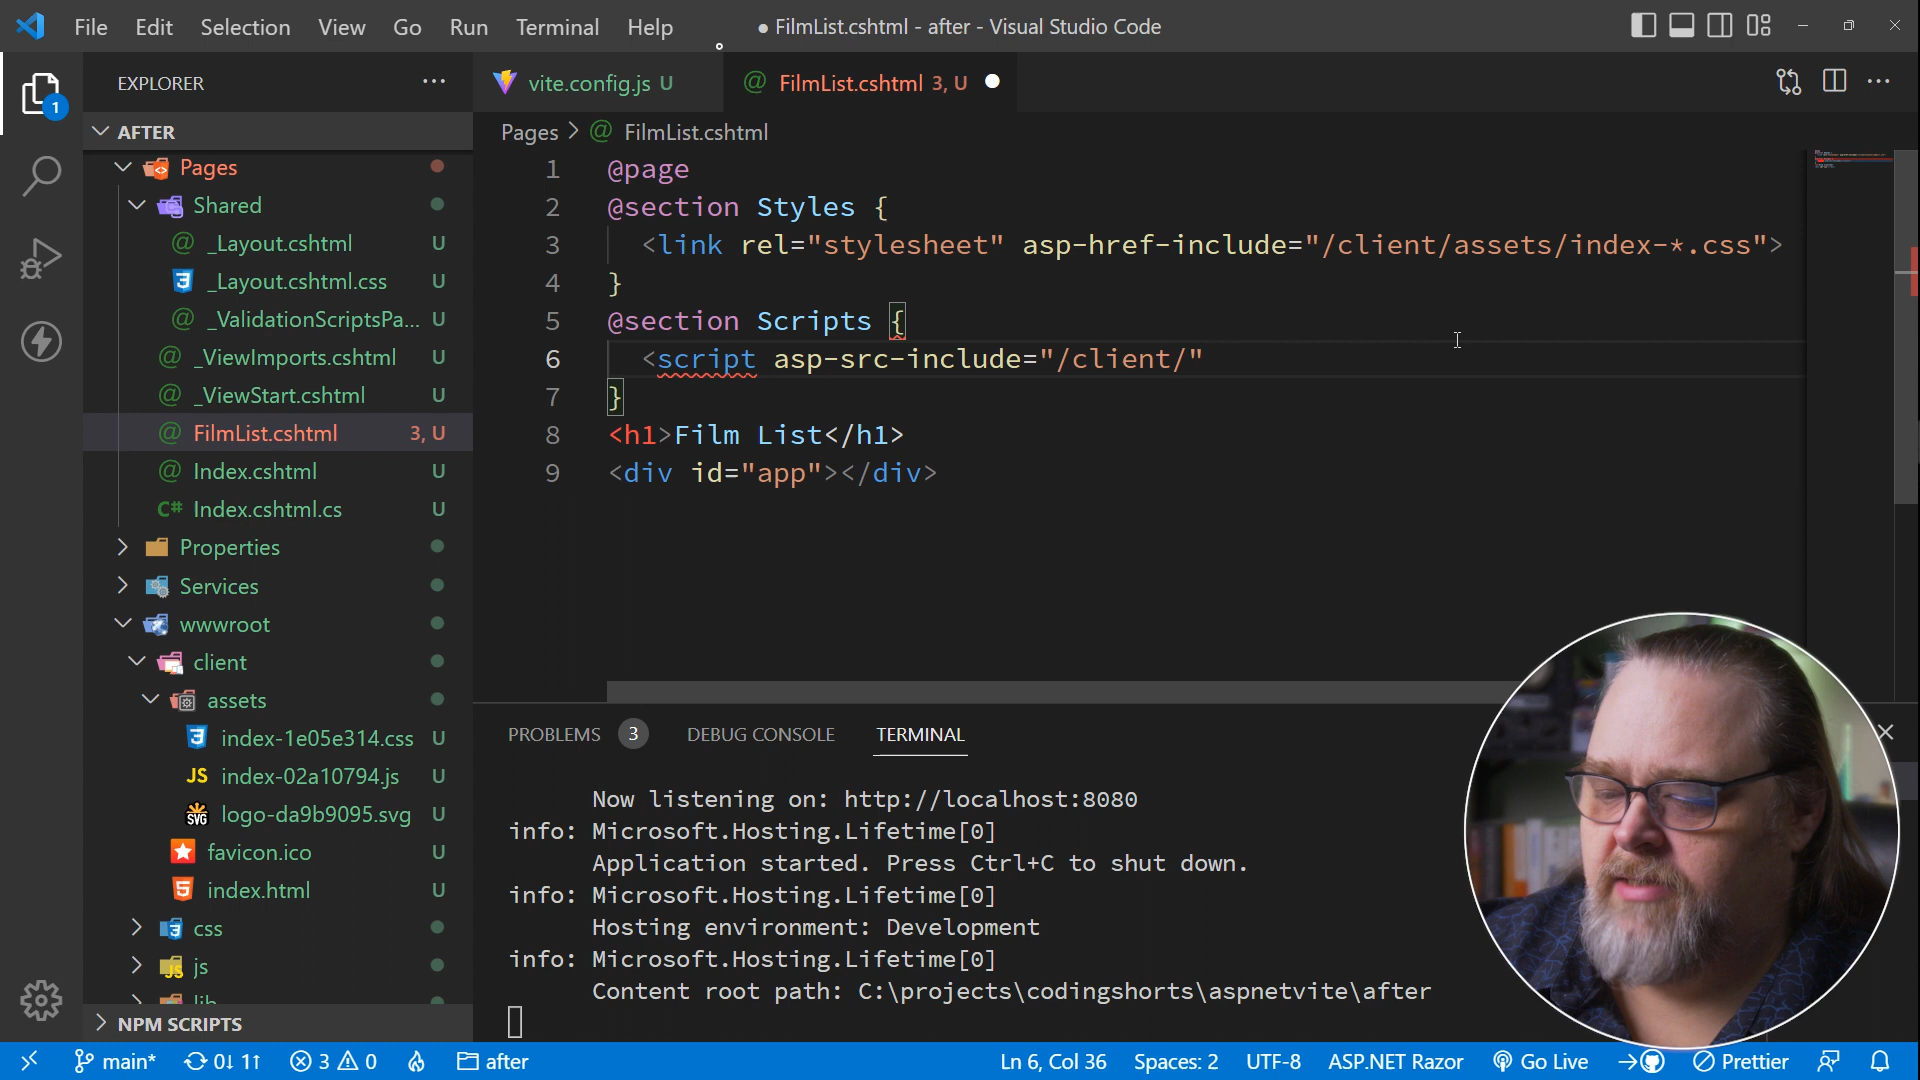 File Edit Selection View Go Run Terminal Help
● FilmList.cshtml - after - Visual Studio Code
EXPLORER
vite.config.js U
FilmList.cshtml 3, U
1
AFTER
Pages > FilmList.cshtml
Pages
Shared
_Layout.cshtml U
_Layout.cshtml.css U
_ValidationScriptsPa... U
_ViewImports.cshtml U
_ViewStart.cshtml U
FilmList.cshtml 3, U
Index.cshtml U
C# Index.cshtml.cs U
Properties
Services
wwwroot
client
assets
index-1e05e314.css U
JS index-02a10794.js U
SVG logo-da9b9095.svg U
favicon.ico U
index.html U
css
js
lib
NPM SCRIPTS
1 @page
2 @section Styles {
3 <link rel="stylesheet" asp-href-include="/client/assets/index-*.css">
4 }
5 @section Scripts {
6 <script asp-src-include="/client/"
7 }
8 <h1>Film List</h1>
9 <div id="app"></div>
PROBLEMS 3 DEBUG CONSOLE TERMINAL
Now listening on: http://localhost:8080
info: Microsoft.Hosting.Lifetime[0]
Application started. Press Ctrl+C to shut down.
info: Microsoft.Hosting.Lifetime[0]
Hosting environment: Development
info: Microsoft.Hosting.Lifetime[0]
Content root path: C:\projects\codingshorts\aspnetvite\after
main* 0↓ 1↑ 3 0 after
Ln 6, Col 36 Spaces: 2 UTF-8 ASP.NET Razor Go Live Prettier